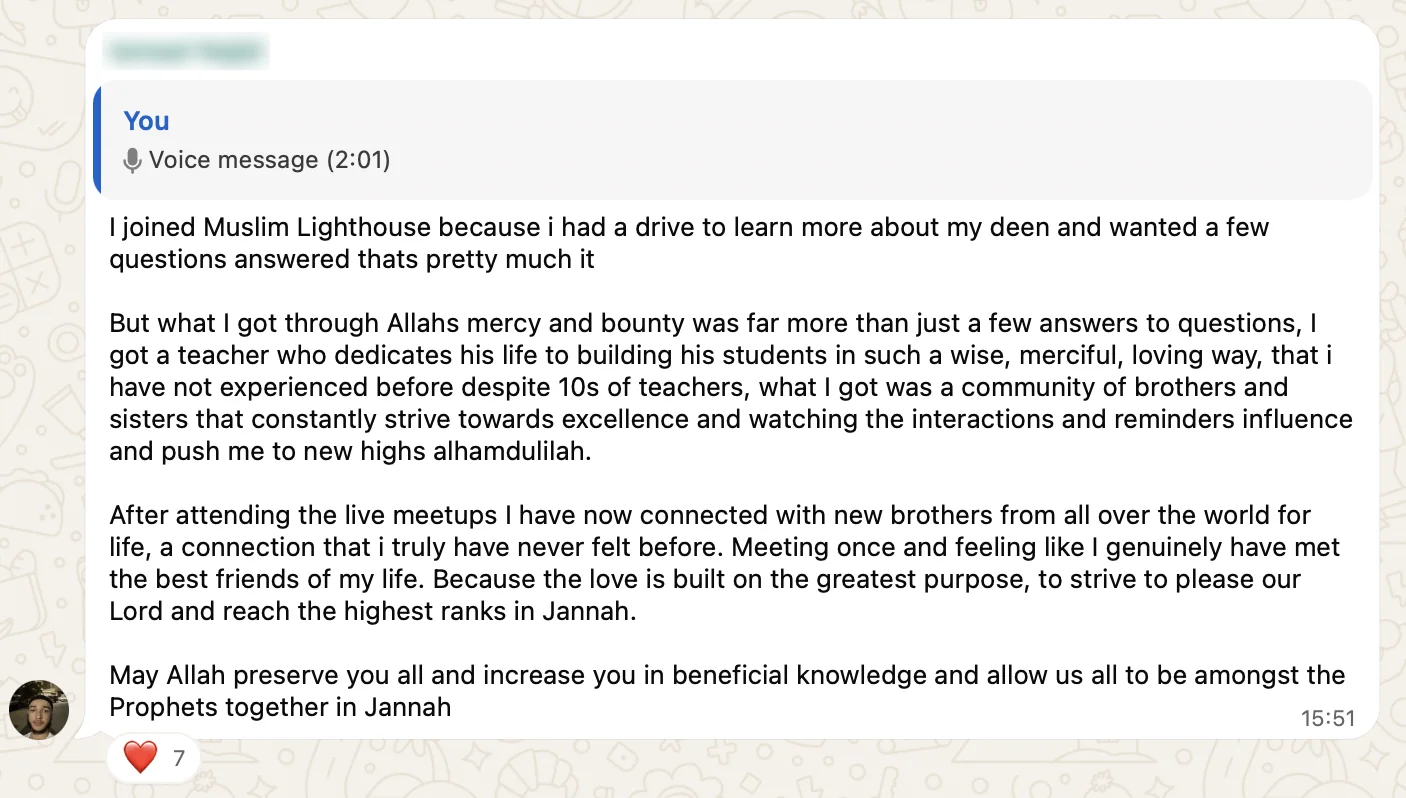 You
Voice message (2:01)
I joined Muslim Lighthouse because i had a drive to learn more about my deen and wanted a few
questions answered thats pretty much it
But what I got through Allahs mercy and bounty was far more than just a few answers to questions, I
got a teacher who dedicates his life to building his students in such a wise, merciful, loving way, that i
have not experienced before despite 10s of teachers, what I got was a community of brothers and
sisters that constantly strive towards excellence and watching the interactions and reminders influence
and push me to new highs alhamdulilah.
After attending the live meetups I have now connected with new brothers from all over the world for
life, a connection that i truly have never felt before. Meeting once and feeling like I genuinely have met
the best friends of my life. Because the love is built on the greatest purpose, to strive to please our
Lord and reach the highest ranks in Jannah.
May Allah preserve you all and increase you in beneficial knowledge and allow us all to be amongst the
Prophets together in Jannah
15:51
7